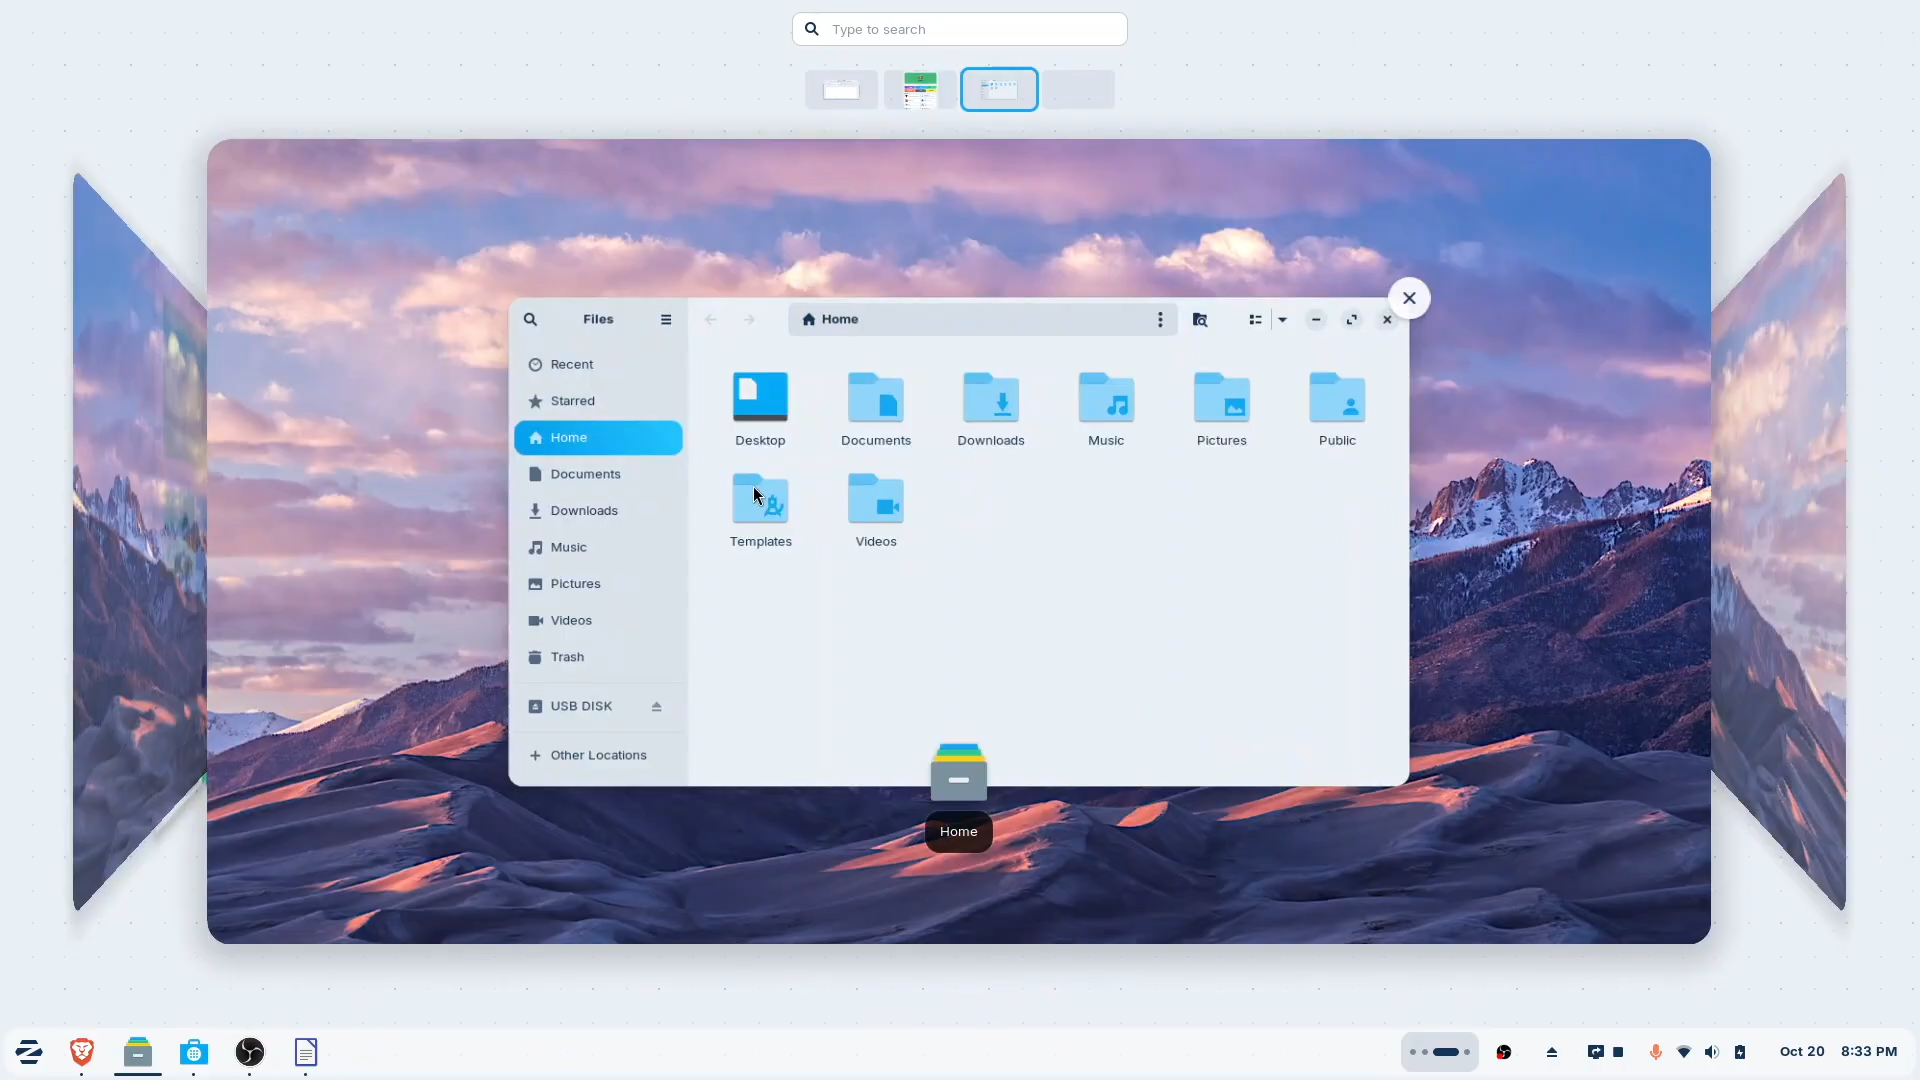 Type to search
Files
Home
Recent
Starred
Home
Documents
Downloads
Music
Pictures
Videos
Trash
USB DISK
Other Locations
Desktop
Documents
Downloads
Music
Pictures
Public
Templates
Videos
Home
Oct 20 8:33 PM